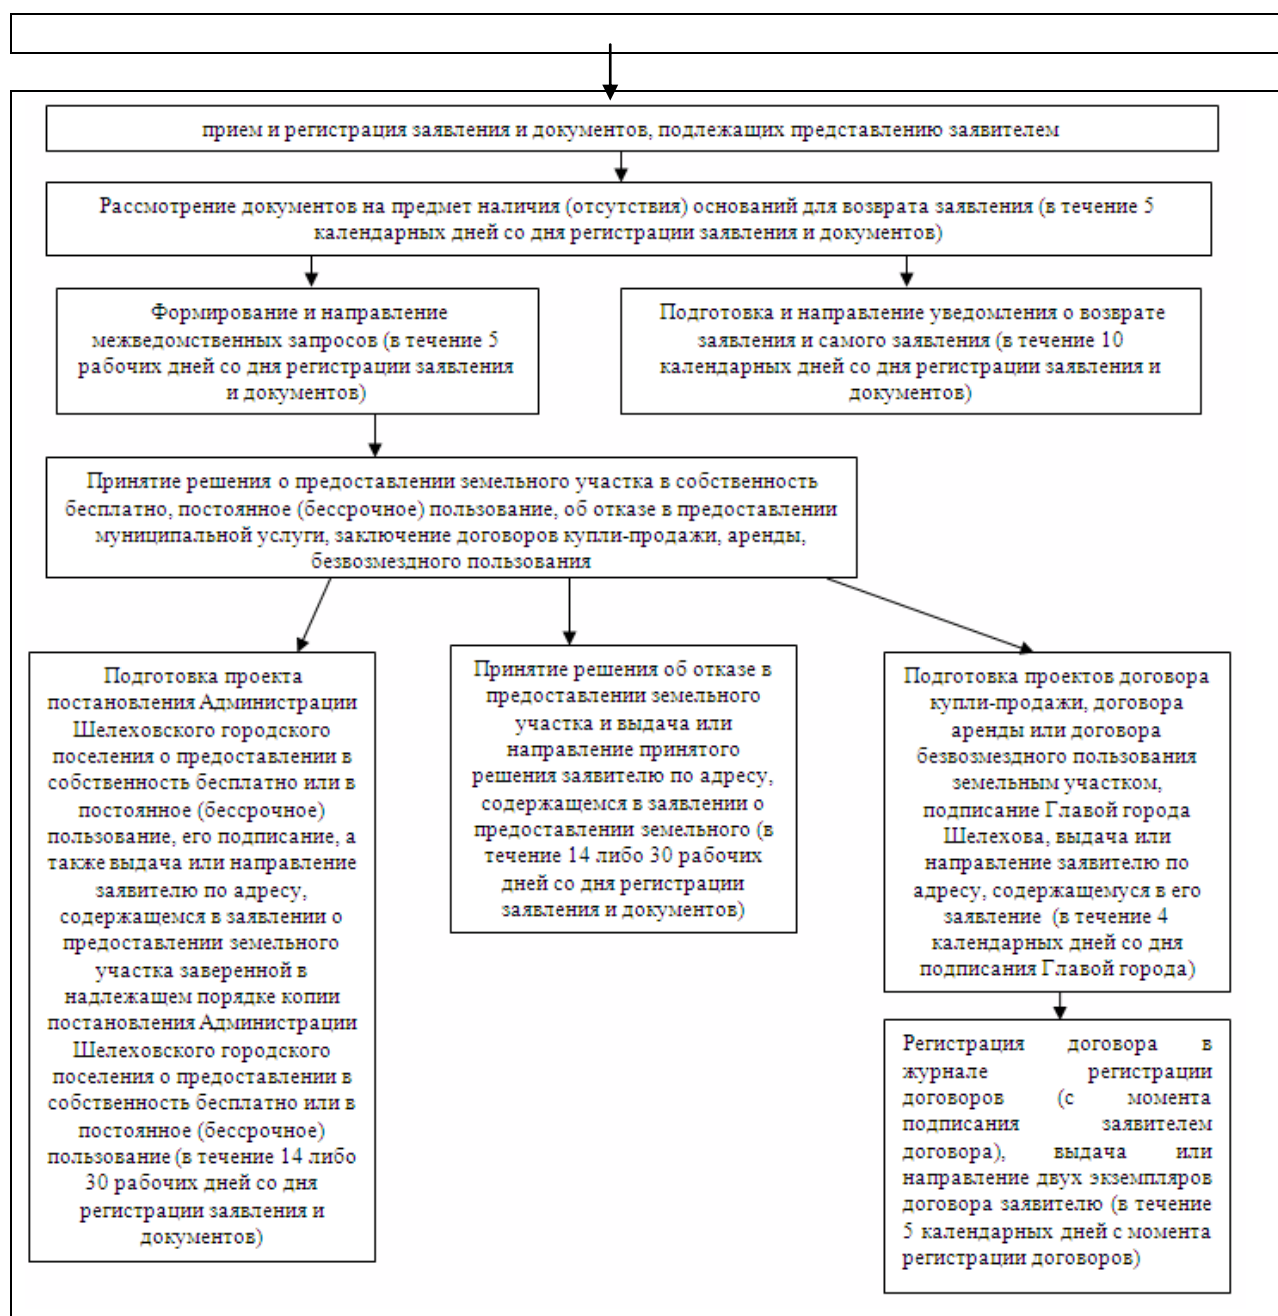 прием и регистрация заявления и документов, подлежащих представлению заявителем
Рассмотрение документов на предмет наличия (отсутствия) оснований для возврата заявления (в течение 5
календарных дней со дня регистрации заявления и документов)
Формирование и направление
межведомственных запросов (в течение 5
рабочих дней со дня регистрации заявления
и документов)
Подготовка и направление уведомления о возврате
заявления и самого заявления (в течение 10
календарных дней со дня регистрации заявления и
документов)
Принятие решения о предоставлении земельного участка в собственность
бесплатно, постоянное (бессрочное) пользование, об отказе в предоставлении
муниципальной услуги, заключение договоров купли-продажи, аренды,
безвозмездного пользования
Подготовка проекта
постановления Администрации
Шелеховского городского
поселения о предоставлении в
собственность бесплатно или в
постоянное (бессрочное)
пользование, его подписание, а
также выдача или направление
заявителю по адресу,
содержащемся в заявлении о
предоставлении земельного
участка заверенной в
надлежащем порядке копии
постановления Администрации
Шелеховского городского
поселения о предоставлении в
собственность бесплатно или в
постоянное (бессрочное)
пользование (в течение 14 либо
30 рабочих дней со дня
регистрации заявления и
документов)
Принятие решения об отказе в
предоставлении земельного
участка и выдача или
направление принятого
решения заявителю по адресу,
содержащемся в заявлении о
предоставлении земельного (в
течение 14 либо 30 рабочих
дней со дня регистрации
заявления и документов)
Подготовка проектов договора
купли-продажи, договора
аренды или договора
безвозмездного пользования
земельным участком,
подписание Главой города
Шелехова, выдача или
направление заявителю по
адресу, содержащемуся в его
заявление (в течение 4
календарных дней со дня
подписания Главой города)
Регистрация договора в
журнале регистрации
договоров (с момента
подписания заявителем
договора), выдача или
направление двух экземпляров
договора заявителю (в течение
5 календарных дней с момента
регистрации договоров)